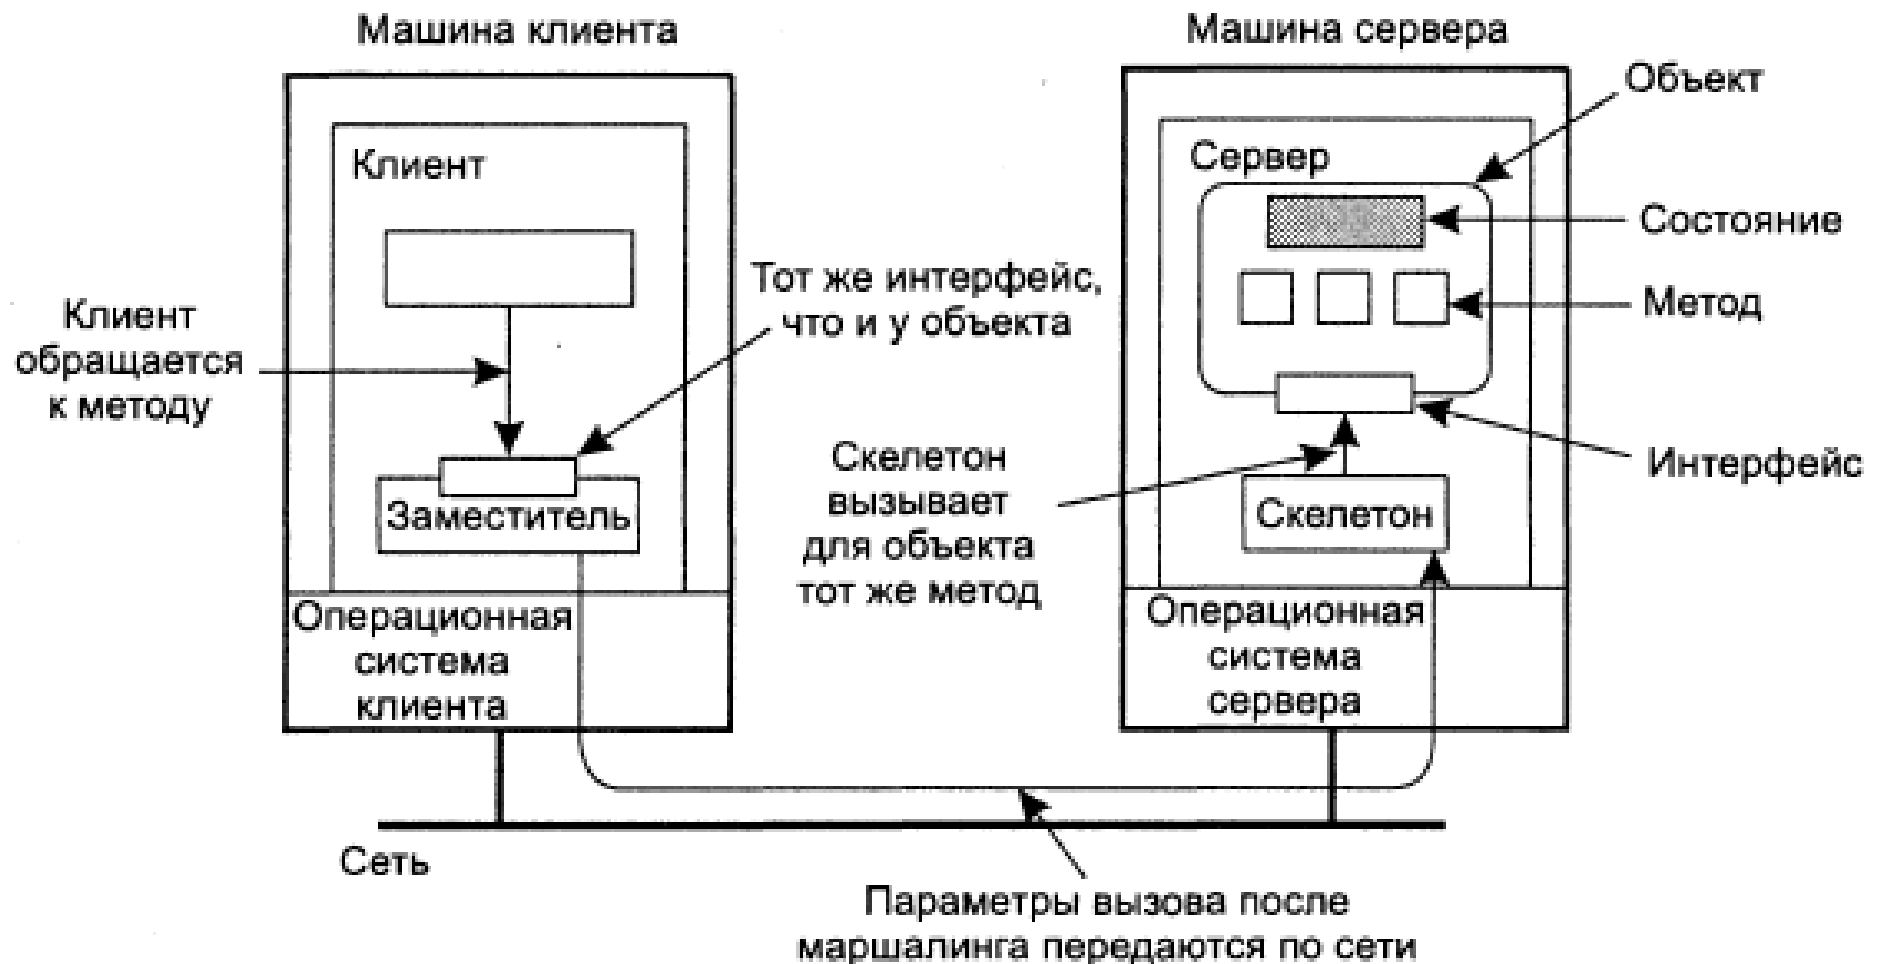 Машина клиента
Машина сервера
Объект
Клиент
Сервер
Состояние
Тот же интерфейс,
что и у объекта
Метод
Клиент
обращается
к методу
Скелетон
вызывает
для объекта
тот же метод
Интерфейс
Заместитель
Скелетон
Операционная
система
клиента
Операционная
система
сервера
Сеть
Параметры вызова после
маршалинга передаются по сети